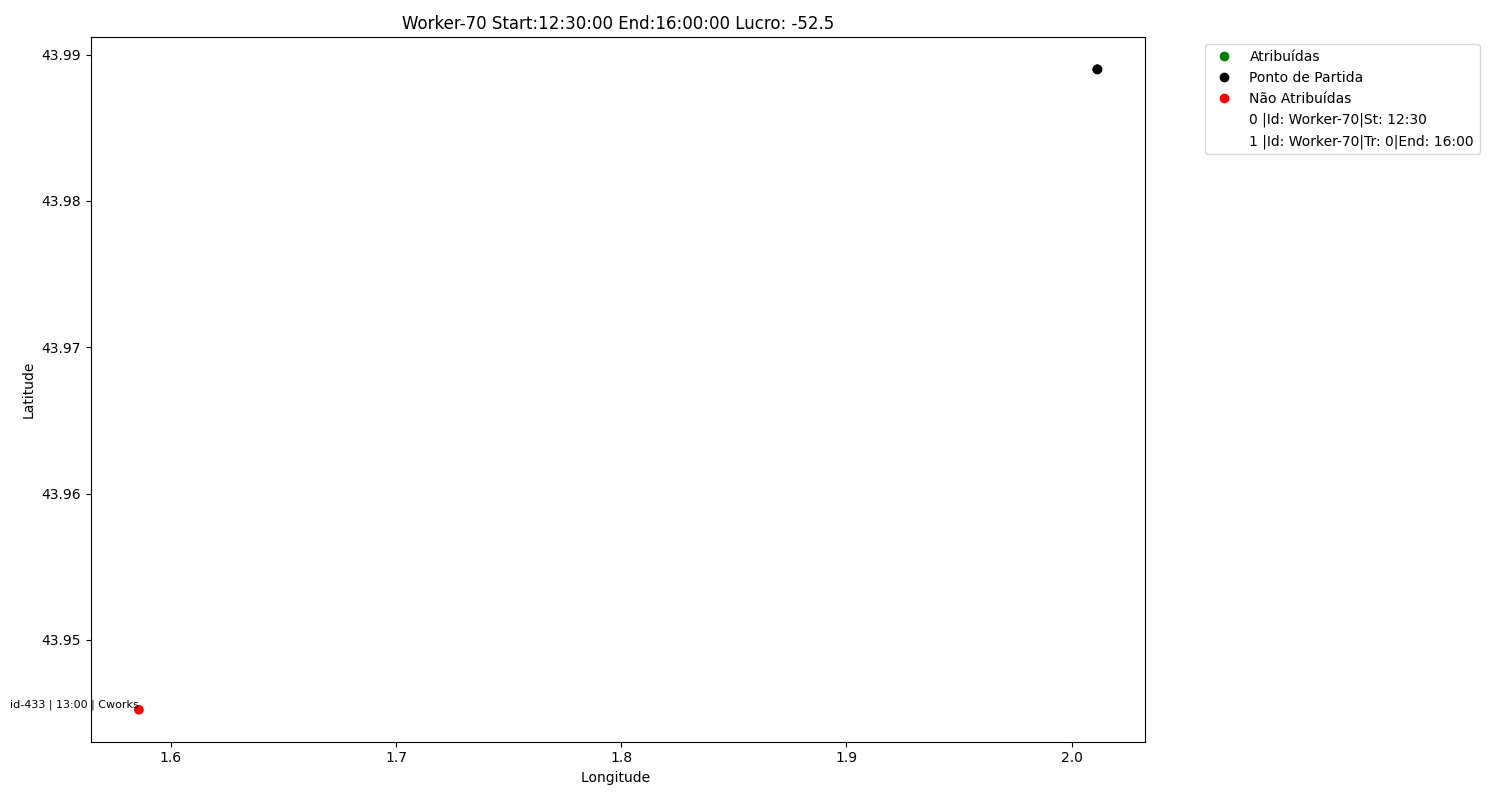 Worker-70 Start:12:30:00 End:16:00:00 Lucro: -52.5
43.99
43.98
43.97
43.96
43.95
Latitude
id-433 | 13:00 | Cworks
1.6
1.7
1.8
1.9
2.0
Longitude
Atribuídas
Ponto de Partida
Não Atribuídas
0 |Id: Worker-70|St: 12:30
1 |Id: Worker-70|Tr: 0|End: 16:00